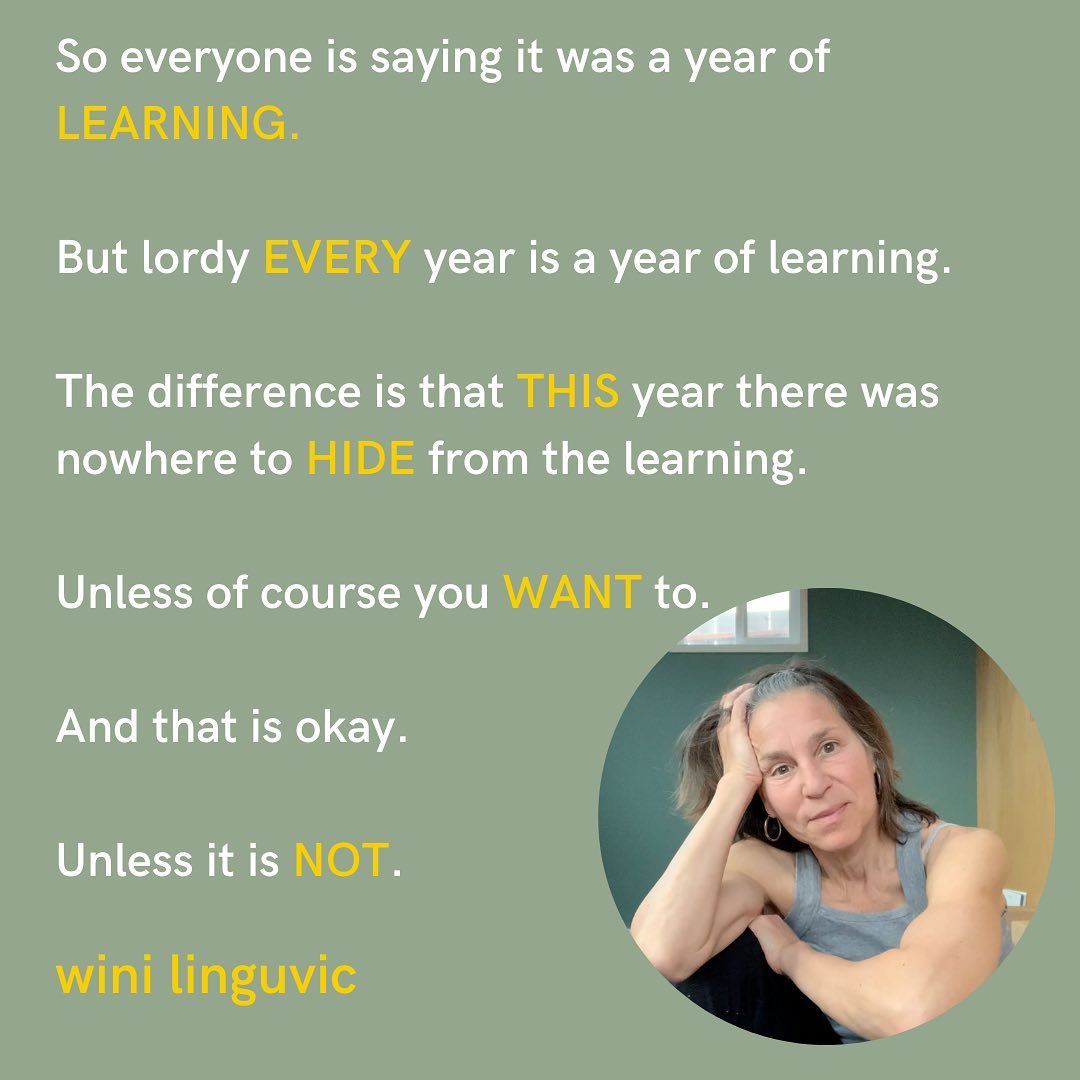 So everyone is saying it was a year of
LEARNING.
But lordy EVERY year is a year of learning.
The difference is that THIS year there was
nowhere to HIDE from the learning.
Unless of course you WANT to.
And that is okay.
Unless it is NOT.
wini linguvic